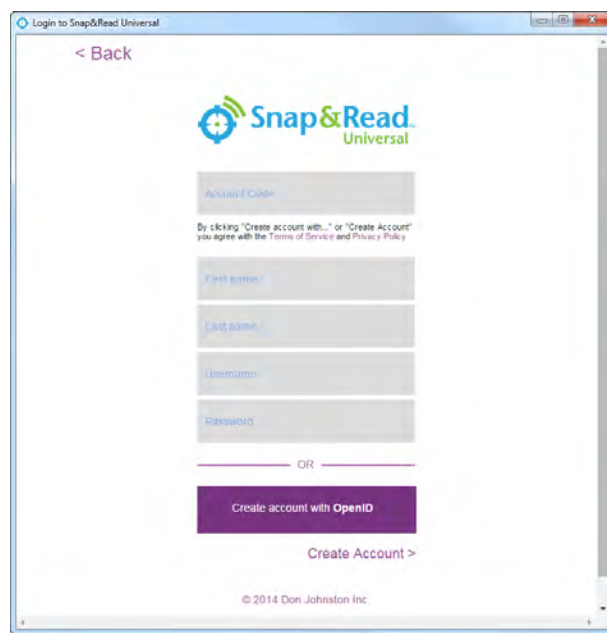 Login to Snap&Read Universal
< Back
Snap&Read™
Universal
Account Code
By clicking "Create account with..." or "Create Account"
you agree with the Terms of Service and Privacy Policy
First name
Last name
Username
Password
OR
Create account with OpenID
Create Account >
© 2014 Don Johnston Inc